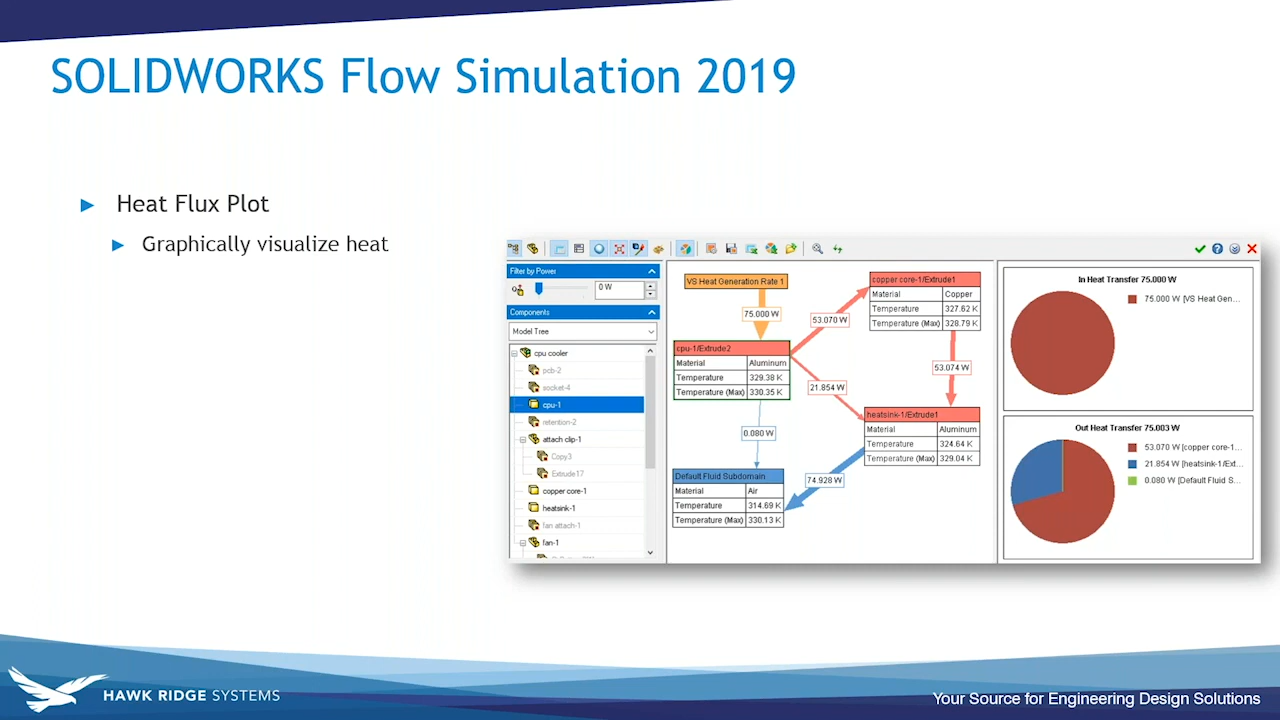 SOLIDWORKS Flow Simulation 2019
Heat Flux Plot
Graphically visualize heat
Filter by Power
0 W
Components
Model Tree
cpu cooler
pcb-2
socket-4
cpu-1
retention-2
attach clip-1
Copy3
Extrude17
copper core-1
heatsink-1
fan attach-1
fan-1
VS Heat Generation Rate 1
75.000 W
cpu-1/Extrude2
Material Aluminum
Temperature 329.38 K
Temperature (Max) 330.35 K
53.070 W
copper core-1/Extrude1
Material Copper
Temperature 327.62 K
Temperature (Max) 328.79 K
53.074 W
21.854 W
heatsink-1/Extrude1
Material Aluminum
Temperature 324.64 K
Temperature (Max) 329.04 K
0.080 W
74.928 W
Default Fluid Subdomain
Material Air
Temperature 314.69 K
Temperature (Max) 330.13 K
In Heat Transfer 75.000 W
75.000 W [VS Heat Gen...
Out Heat Transfer 75.003 W
53.070 W [copper core-1...
21.854 W [heatsink-1/Ext...
0.080 W [Default Fluid S...
HAWK RIDGE SYSTEMS
Your Source for Engineering Design Solutions